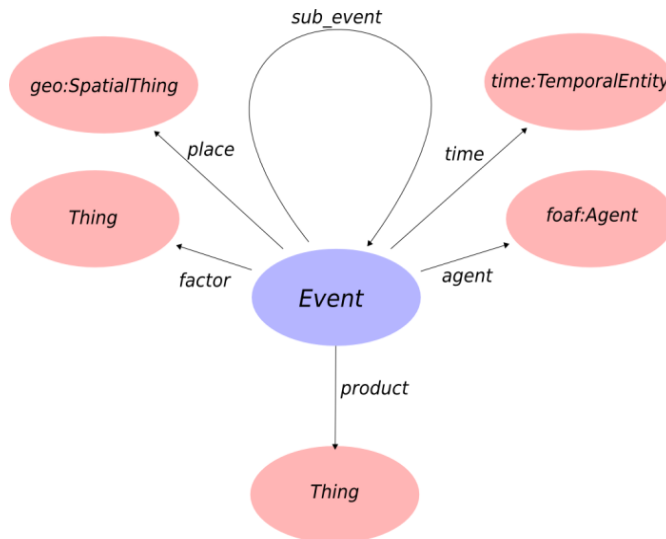 sub_event
geo:SpatialThing
time:TemporalEntity
place
time
Thing
foaf:Agent
factor
agent
Event
product
Thing